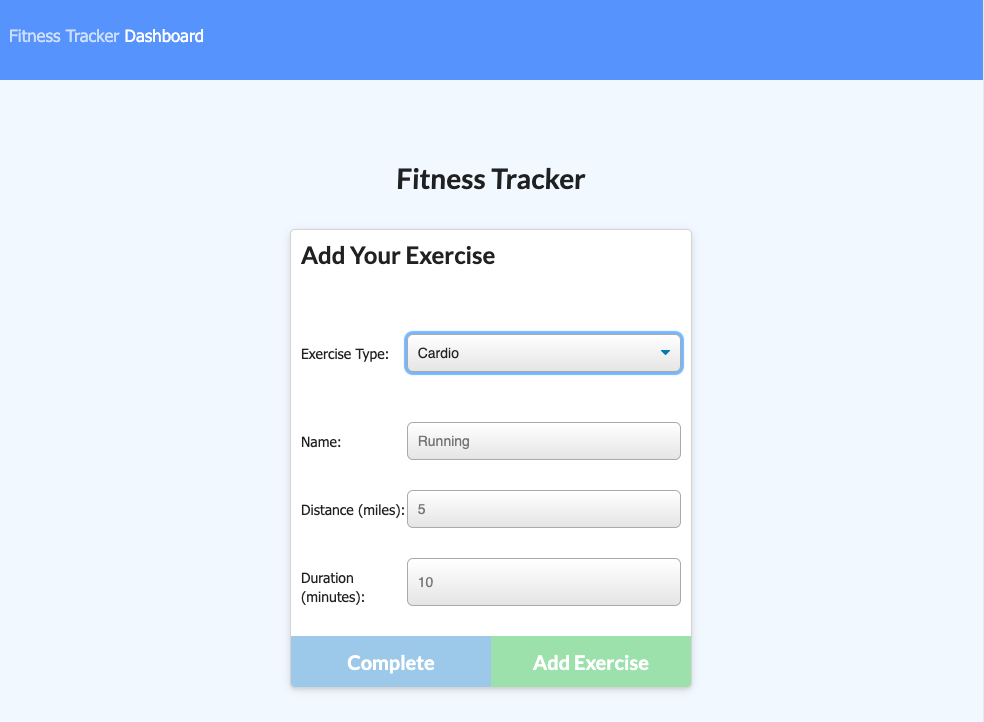 Fitness Tracker Dashboard
Fitness Tracker
Add Your Exercise
Exercise Type: Cardio
Name: Running
Distance (miles): 5
Duration
(minutes): 10
Complete Add Exercise